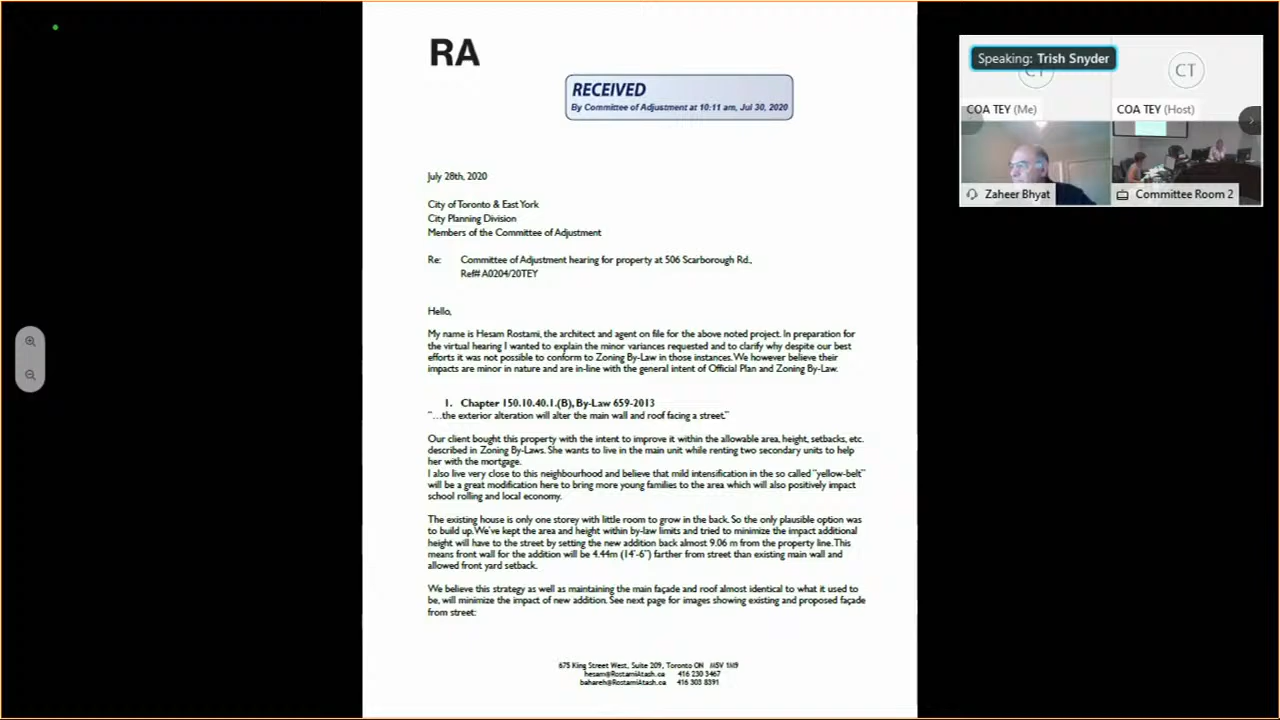 RA
RECEIVED
By Committee of Adjustment at 10:11 am, Jul 30, 2020
July 28th, 2020
City of Toronto & East York
City Planning Division
Members of the Committee of Adjustment
Re: Committee of Adjustment hearing for property at 506 Scarborough Rd.,
Ref# A0204/20TEY
Hello,
My name is Hesam Rostami, the architect and agent on file for the above noted project. In preparation for
the virtual hearing I wanted to explain the minor variances requested and to clarify why despite our best
efforts it was not possible to conform to Zoning By-Law in those instances. We however believe their
impacts are minor in nature and are in-line with the general intent of Official Plan and Zoning By-Law.
1. Chapter 150.10.40.1.(B), By-Law 659-2013
"...the exterior alteration will alter the main wall and roof facing a street."
Our client bought this property with the intent to improve it within the allowable area, height, setbacks, etc.
described in Zoning By-Laws. She wants to live in the main unit while renting two secondary units to help
her with the mortgage.
I also live very close to this neighbourhood and believe that mild intensification in the so called "yellow-belt"
will be a great modification here to bring more young families to the area which will also positively impact
school rolling and local economy.
The existing house is only one storey with little room to grow in the back. So the only plausible option was
to build up. We've kept the area and height within by-law limits and tried to minimize the impact additional
height will have to the street by setting the new addition back almost 9.06 m from the property line. This
means front wall for the addition will be 4.44m (14'-6") farther from street than existing main wall and
allowed front yard setback.
We believe this strategy as well as maintaining the main façade and roof almost identical to what it used to
be, will minimize the impact of new addition. See next page for images showing existing and proposed façade
from street:
675 King Street West, Suite 209, Toronto ON M5V 1M9
hesam@RostamiAtash.ca 416 230 3467
bahareh@RostamiAtash.ca 416 303 8391
Speaking: Trish Snyder
CT
CT
COA TEY (Me)
COA TEY (Host)
Zaheer Bhyat
Committee Room 2